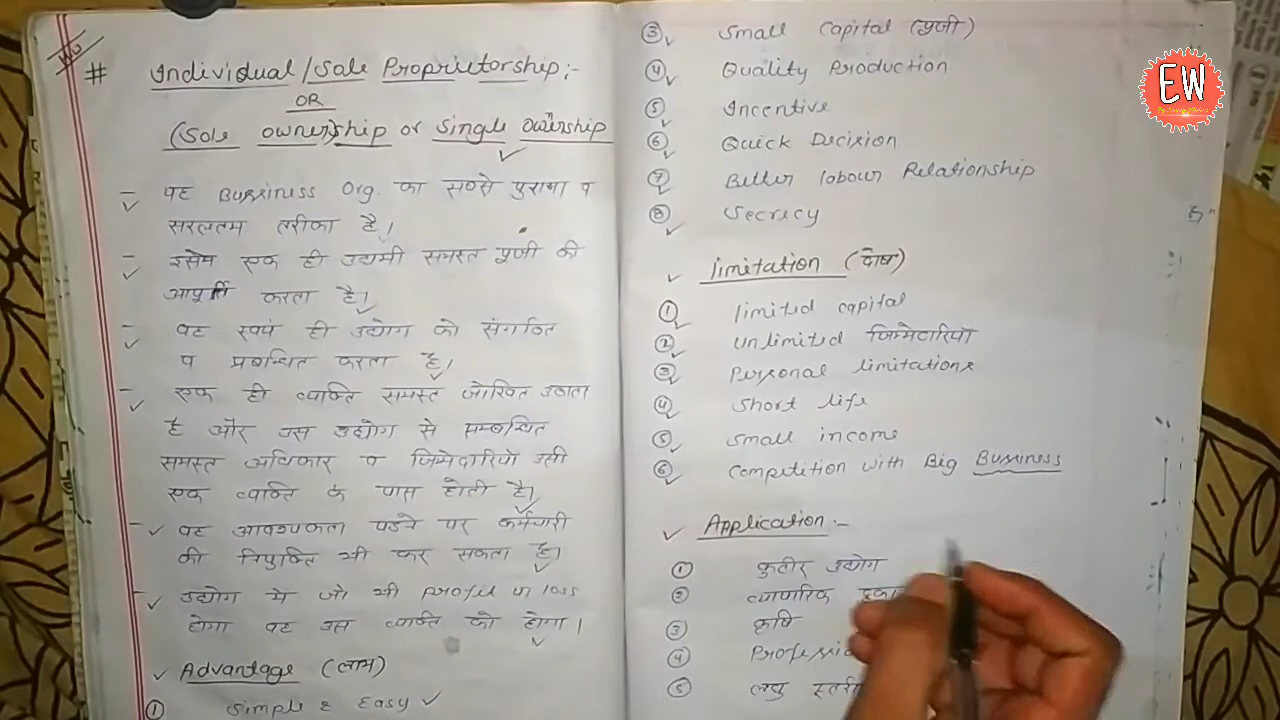 # Individual/Sole Proprietorship:-
OR
(Sole ownership or Single ownership
- यह Bussiness Org. का सबसे पुराना व
सरलतम तरीका है।
- इसमे एक ही उद्यमी समस्त पूंजी की
आपूर्ति करता है।
- वह स्वयं ही उद्योग को संगठित
व प्रबन्धित करता है।
- एक ही व्यक्ति समस्त जोखिम उठाता
है और उस उद्योग से सम्बन्धित
समस्त अधिकार व जिम्मेदारियाँ उसी
एक व्यक्ति के पास होती है।
- वह आवश्यकता पडने पर कर्मचारी
की नियुक्ति भी कर सकता है।
- उद्योग मे जो भी profit या loss
होगा वह उस व्यक्ति को होगा।
Advantage (लाभ)
① Simple & Easy
③ Small Capital (पूंजी)
④ Quality Production
⑤ Incentive
⑥ Quick Decision
⑦ Better labour Relationship
⑧ Secrecy
limitation (दोष)
① limited capital
② Unlimited जिम्मेदारियाँ
③ Personal limitations
④ Short life
⑤ Small income
⑥ Competition with Big Bussiness
Application:-
① कुटीर उद्योग
② व्यापारिक
③ कृषि
④
⑤ लघु
EW